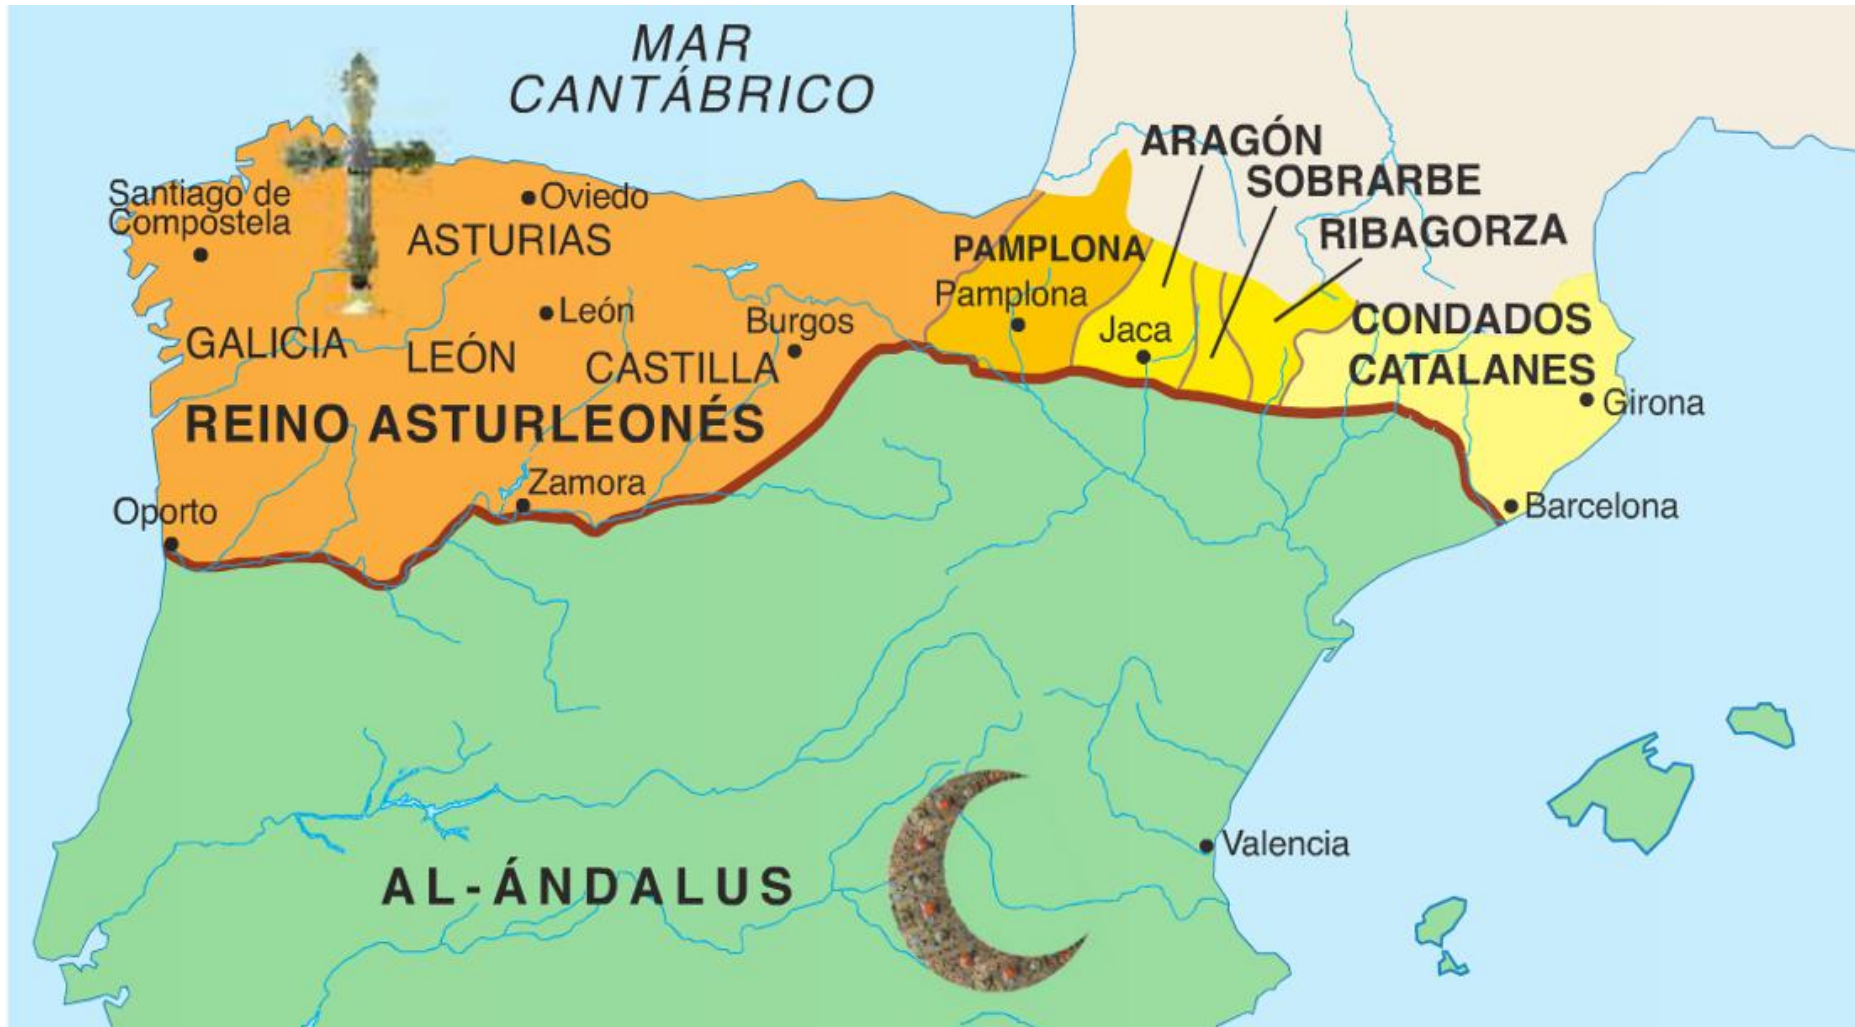 MAR
CANTÁBRICO
ARAGÓN
SOBRARBE
RIBAGORZA
Santiago de
Compostela
Oviedo
ASTURIAS
PAMPLONA
Pamplona
León
Burgos
Jaca
CONDADOS
CATALANES
GALICIA
LEÓN
CASTILLA
Girona
REINO ASTURLEONÉS
Zamora
Oporto
Barcelona
Valencia
AL-ÁNDALUS